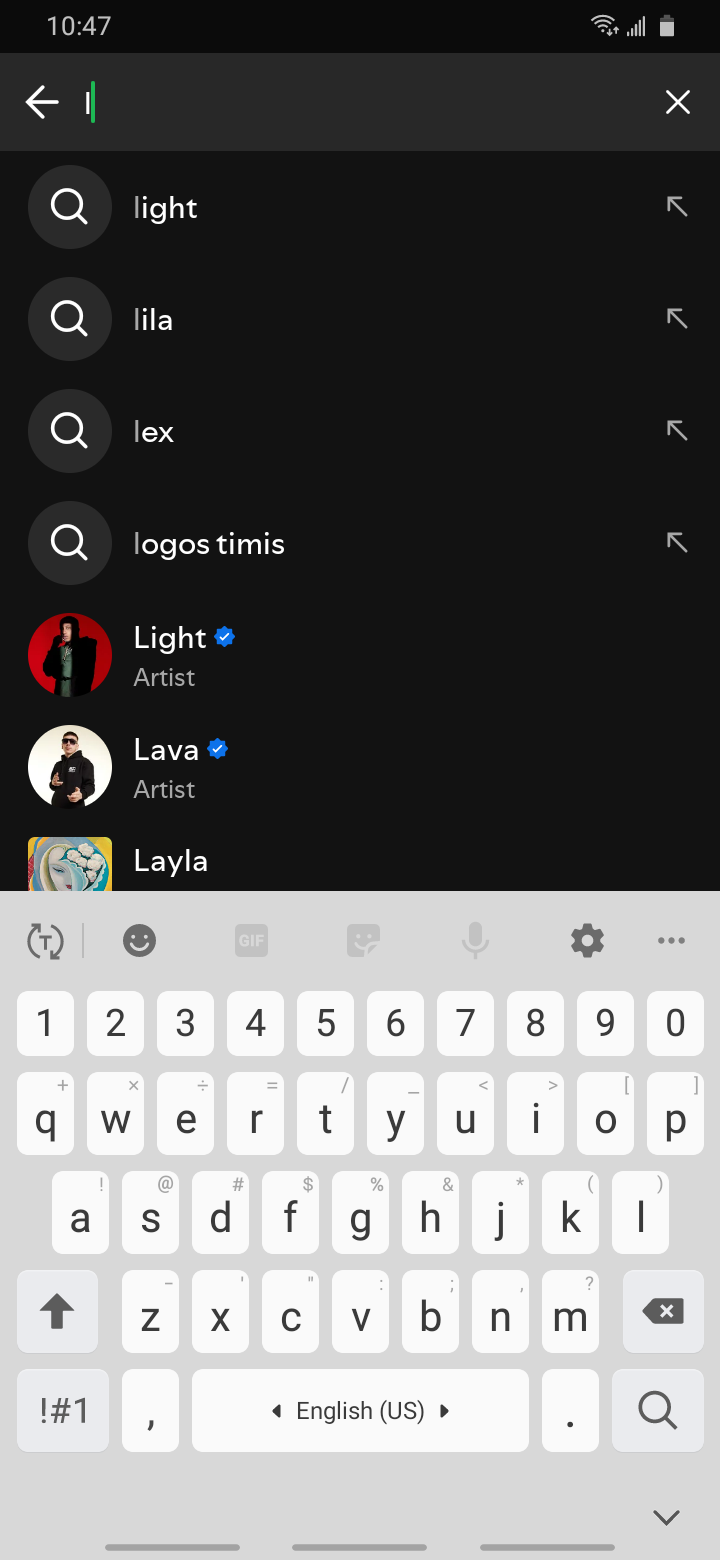 10:47
l
light
lila
lex
logos timis
Light
Artist
Lava
Artist
Layla
T
GIF
1 2 3 4 5 6 7 8 9 0
+ × ÷ = / _ < > [ ]
q w e r t y u i o p
! @ # $ % & * ( )
a s d f g h j k l
- ' " : ; , ?
z x c v b n m
!#1 , English (US) .